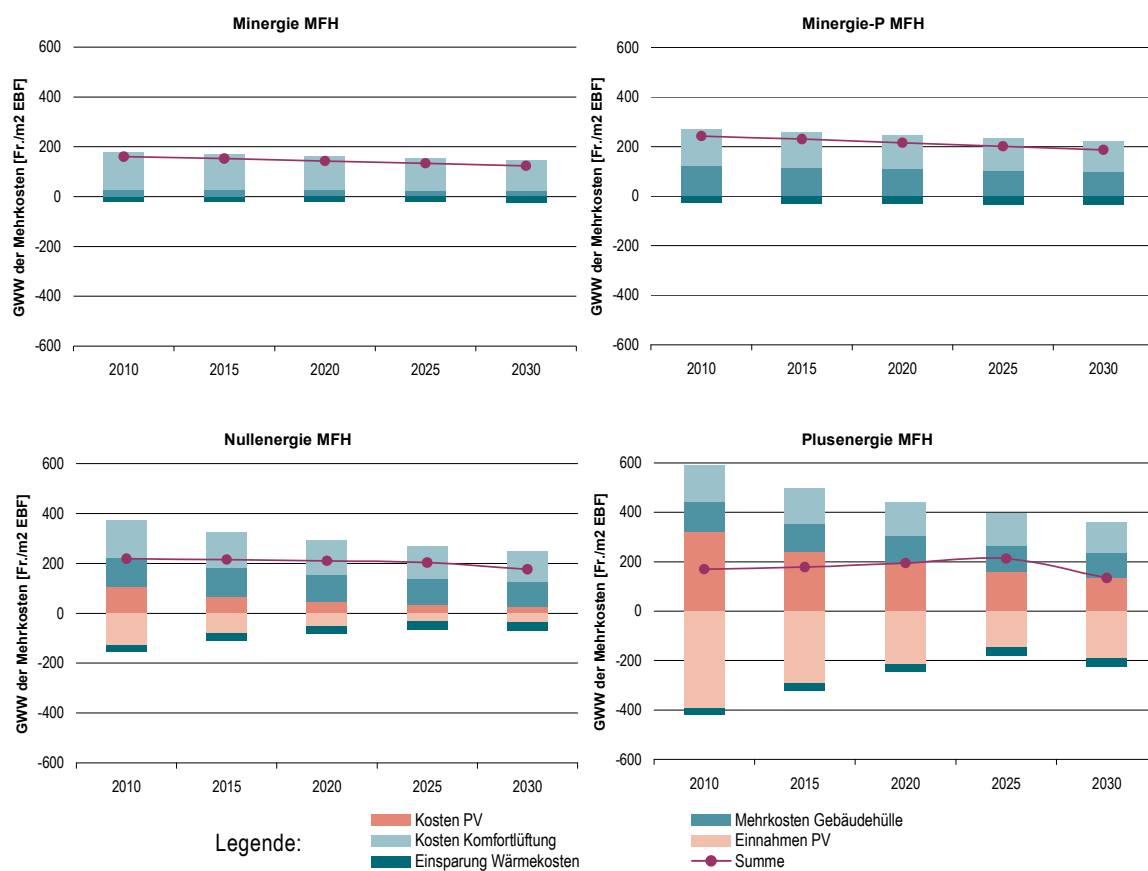 Minergie MFH
GWW der Mehrkosten [Fr./m2 EBF]
600
400
200
0
-200
-400
-600
2010 2015 2020 2025 2030
Minergie-P MFH
GWW der Mehrkosten [Fr./m2 EBF]
600
400
200
0
-200
-400
-600
2010 2015 2020 2025 2030
Nullenergie MFH
GWW der Mehrkosten [Fr./m2 EBF]
600
400
200
0
-200
-400
-600
2010 2015 2020 2025 2030
Plusenergie MFH
GWW der Mehrkosten [Fr./m2 EBF]
600
400
200
0
-200
-400
-600
2010 2015 2020 2025 2030
Legende:
Kosten PV
Kosten Komfortlüftung
Einsparung Wärmekosten
Mehrkosten Gebäudehülle
Einnahmen PV
Summe